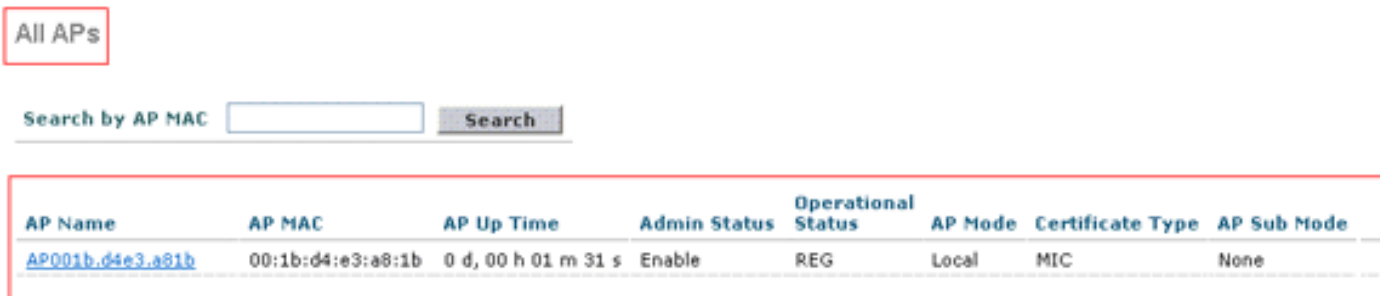 All APs
Search by AP MAC Search
AP Name AP MAC AP Up Time Admin Status Operational Status AP Mode Certificate Type AP Sub Mode
AP001b.d4e3.a81b 00:1b:d4:e3:a8:1b 0 d, 00 h 01 m 31 s Enable REG Local MIC None